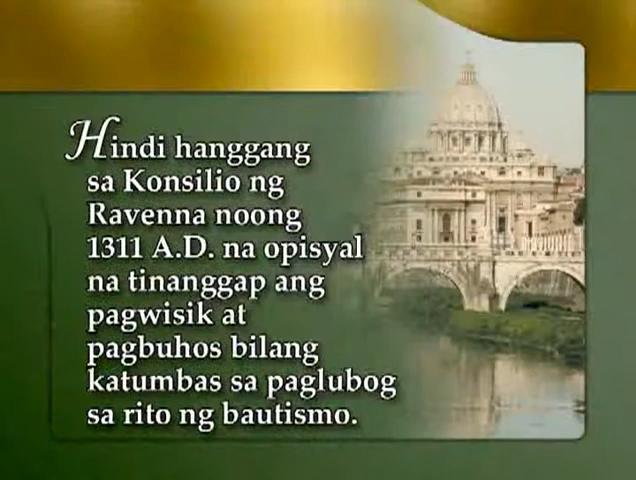 Hindi hanggang
sa Konsilio ng
Ravenna noong
1311 A.D. na opisyal
na tinanggap ang
pagwisik at
pagbuhos bilang
katumbas sa paglubog
sa rito ng bautismo.